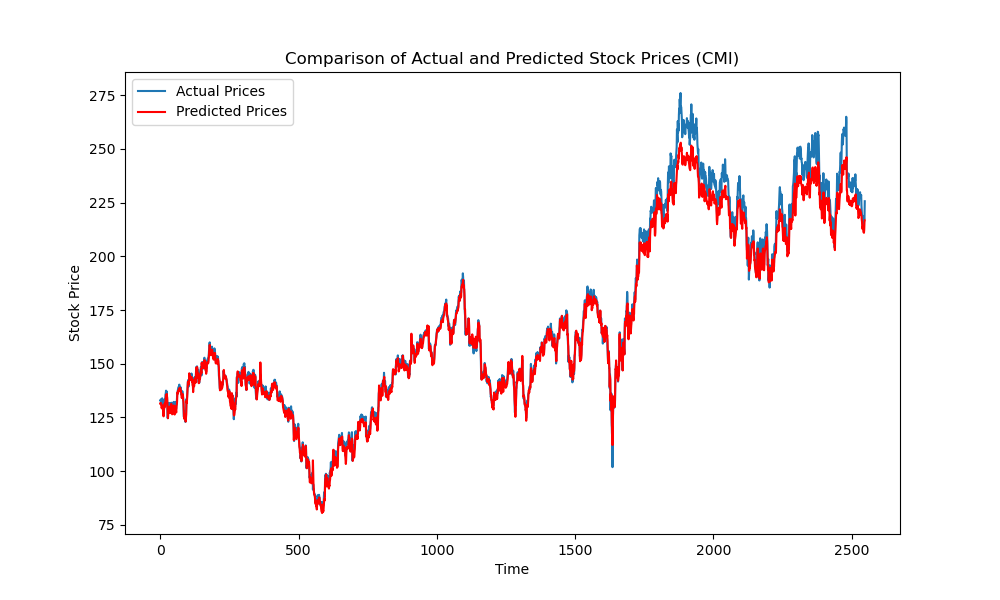 Comparison of Actual and Predicted Stock Prices (CMI)
Actual Prices
Predicted Prices
275
250
225
200
175
150
125
100
75
Stock Price
0 500 1000 1500 2000 2500
Time